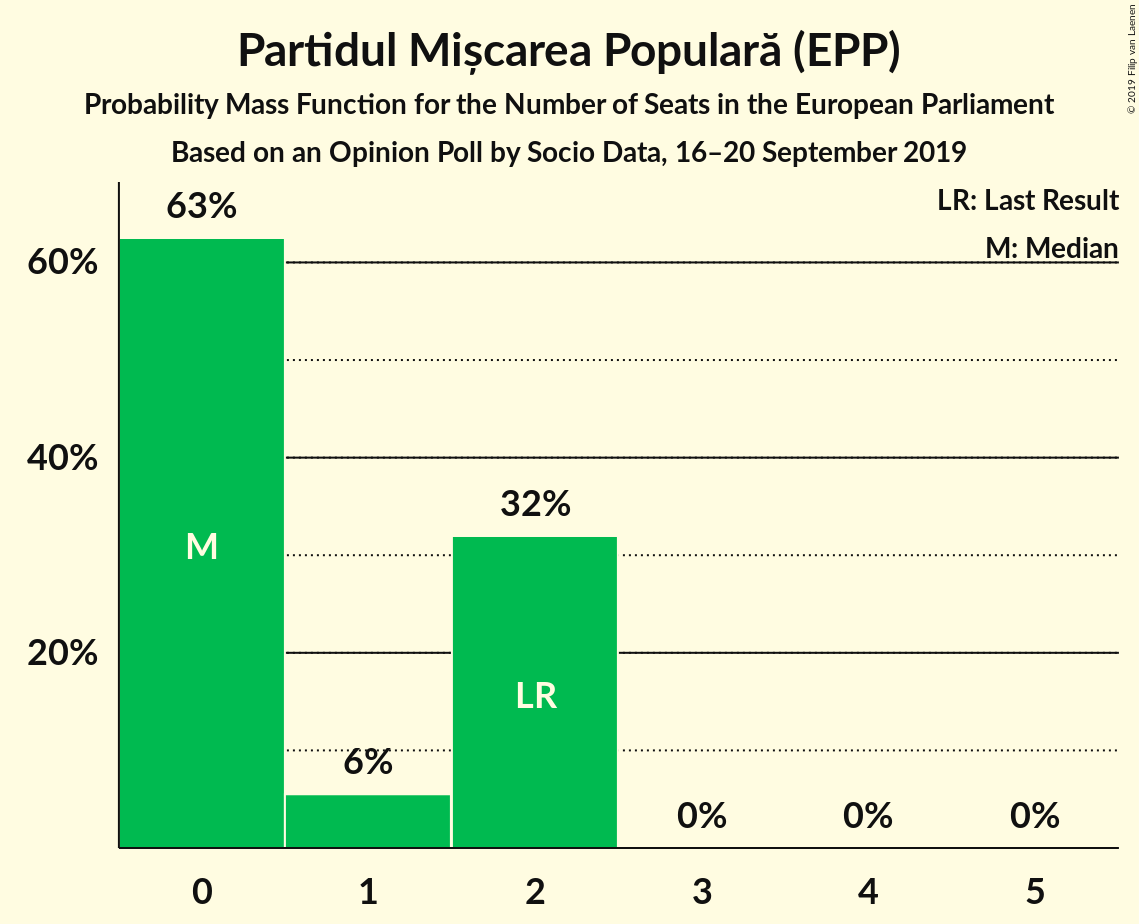 Partidul Mișcarea Populară (EPP)
Probability Mass Function for the Number of Seats in the European Parliament
Based on an Opinion Poll by Socio Data, 16–20 September 2019
© 2019 Filip van Laenen
LR: Last Result
M: Median
63%
60%
40%
32%
M
20%
LR
6%
0%
0%
0%
0
1
2
3
4
5